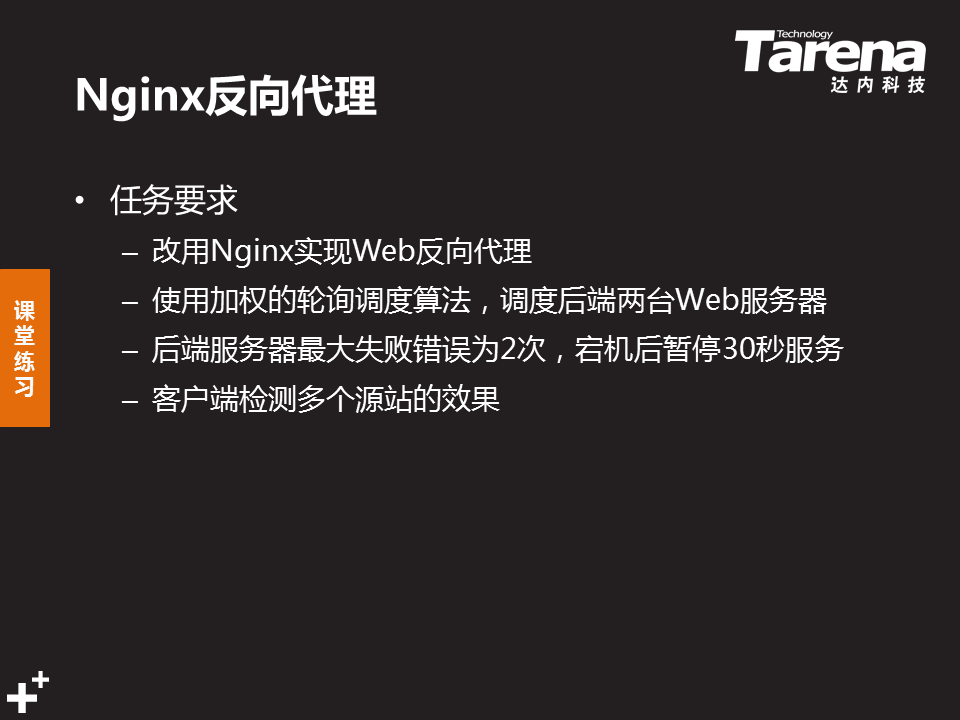 Technology
Tarena
达内科技
Nginx反向代理
• 任务要求
– 改用Nginx实现Web反向代理
– 使用加权的轮询调度算法，调度后端两台Web服务器
– 后端服务器最大失败错误为2次，宕机后暂停30秒服务
– 客户端检测多个源站的效果
课
堂
练
习